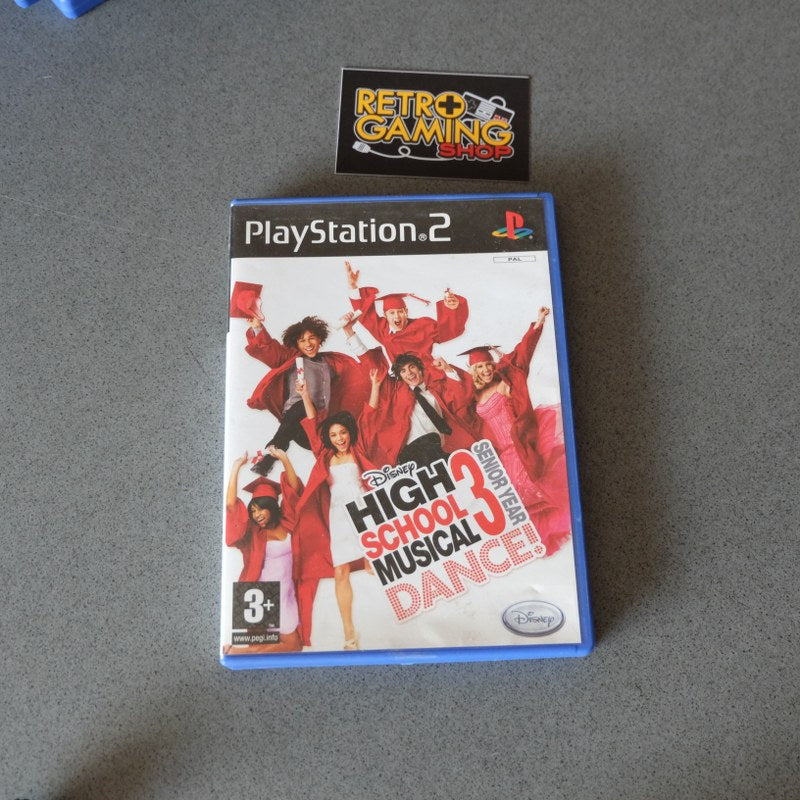 RETRO
GAMING
SHOP
PlayStation®2
PAL
Disney
HIGH
SCHOOL
MUSICAL 3
SENIOR YEAR
DANCE!
3+
™
www.pegi.info
Disney